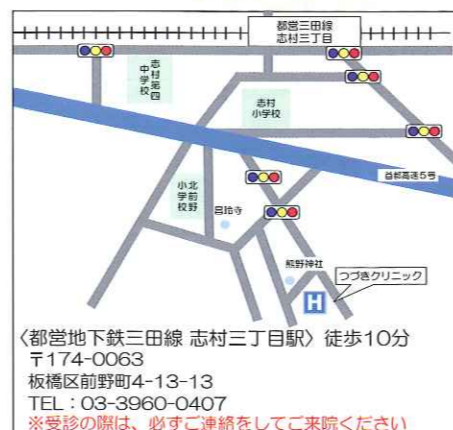 都営三田線
志村三丁目
志村第四
中学校
志村
小学校
首都高速5号
北前野
小学校
呂羚寺
熊野神社
つづきクリニック
H
〈都営地下鉄三田線 志村三丁目駅〉徒歩10分
〒174-0063
板橋区前野町4-13-13
TEL：03-3960-0407
※受診の際は、必ずご連絡をしてご来院ください